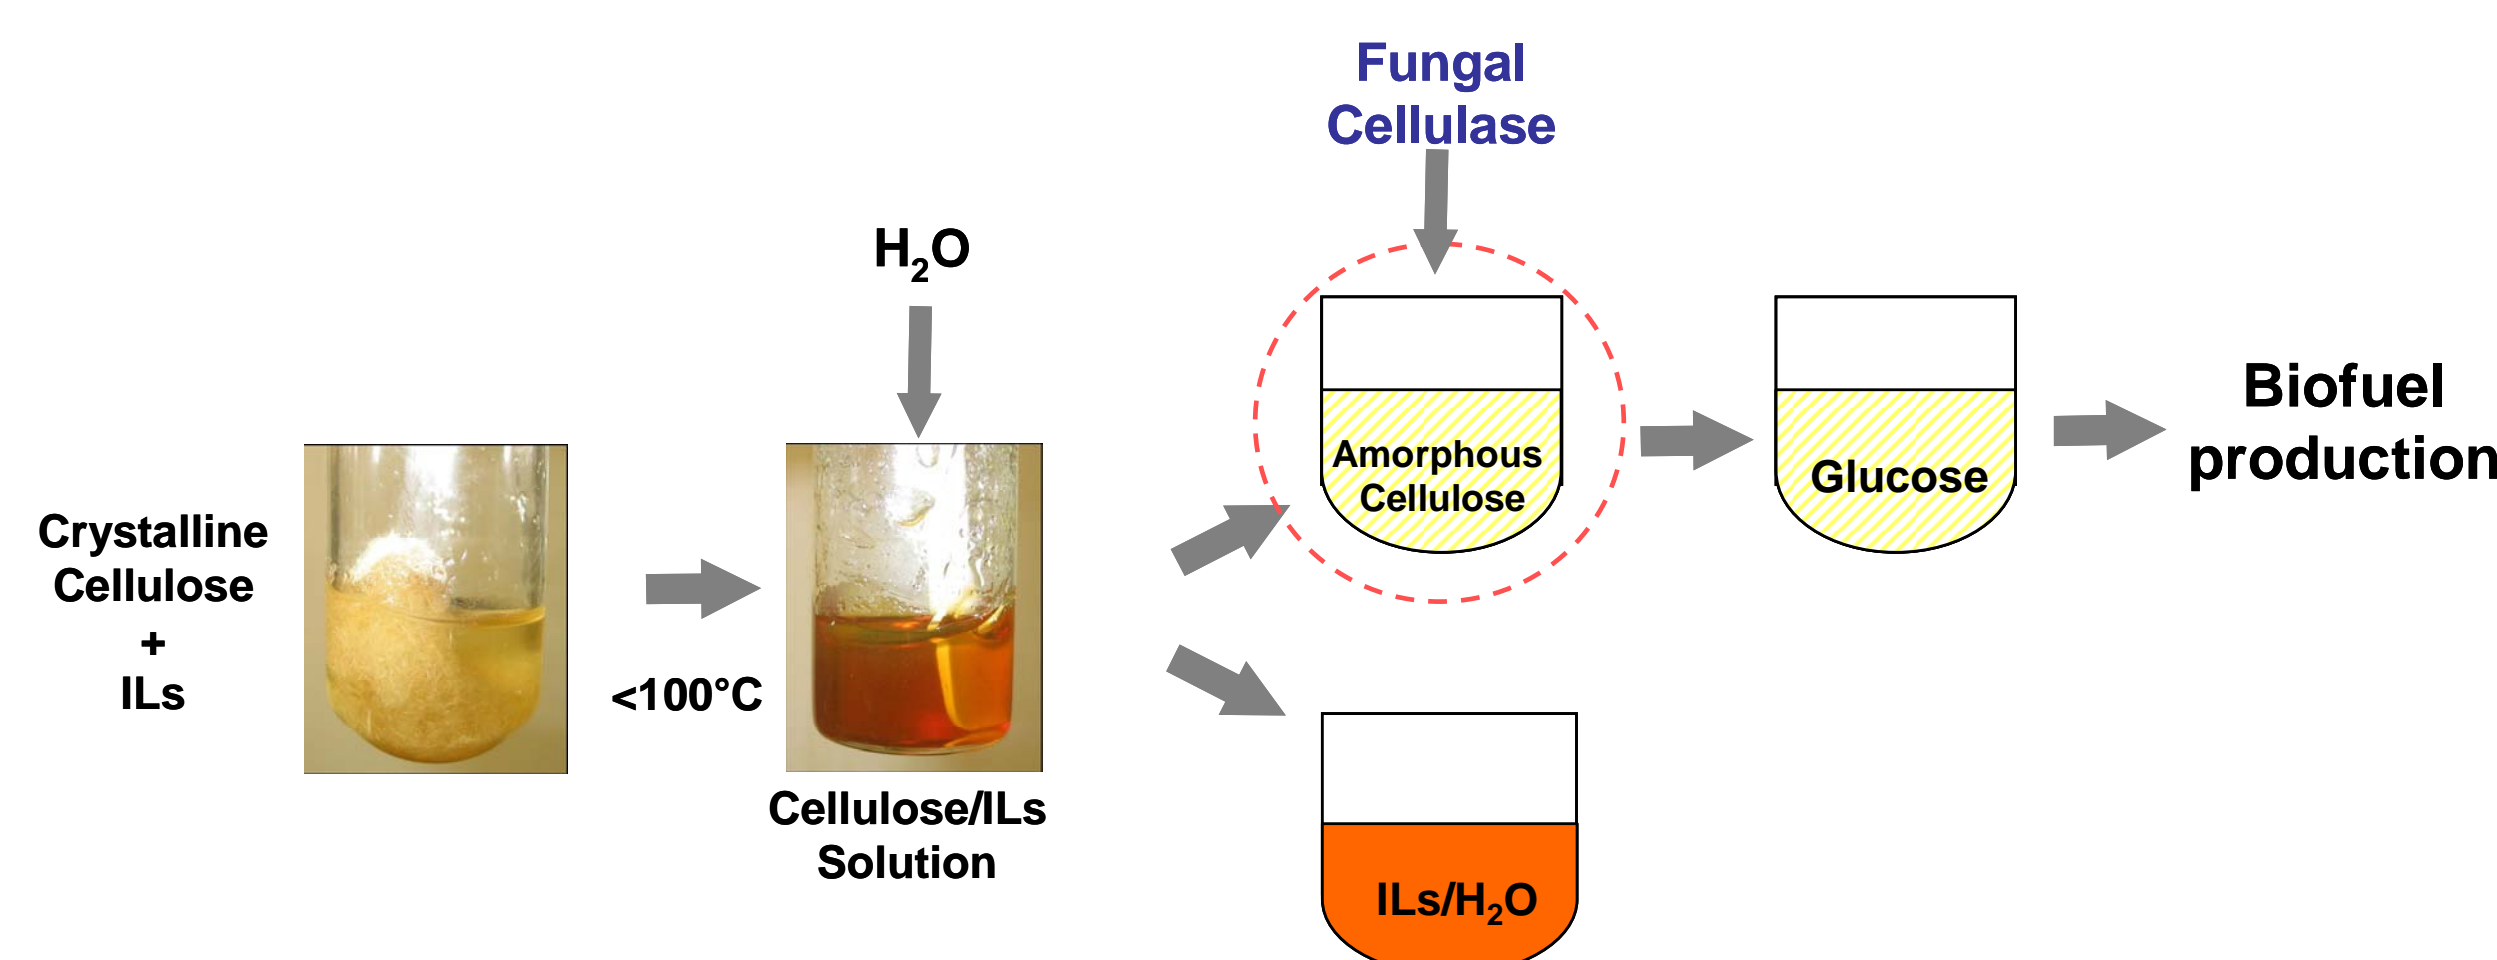 Fungal
Cellulase
H₂O
Crystalline
Cellulose
+
ILs
<100°C
Cellulose/ILs
Solution
Amorphous
Cellulose
Glucose
Biofuel
production
ILs/H₂O